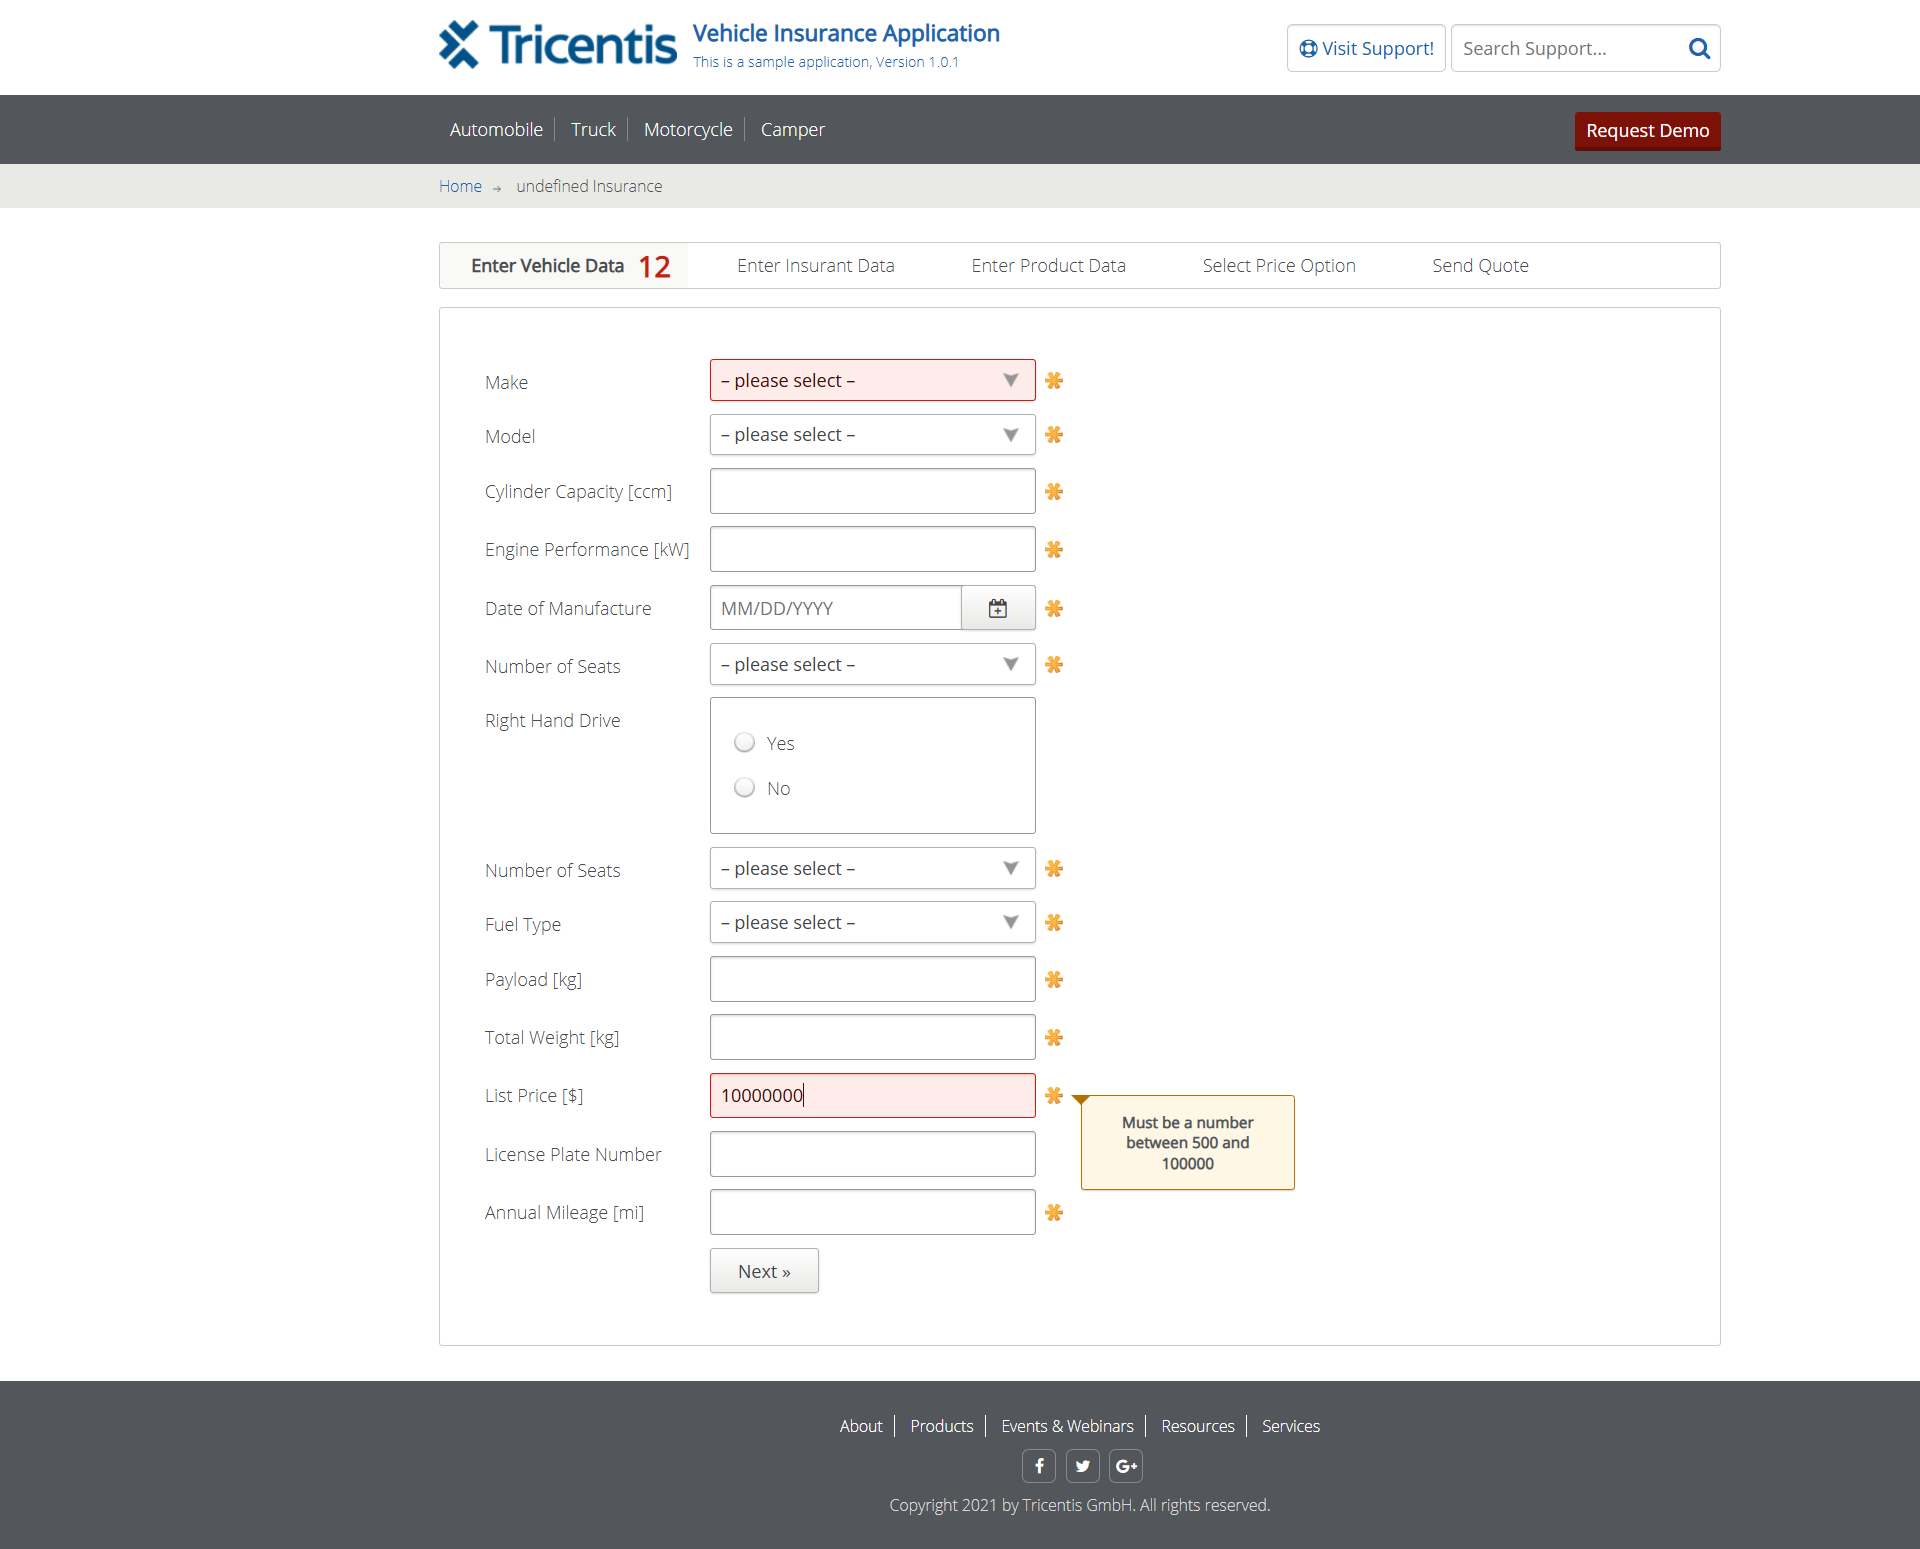 Tricentis
Vehicle Insurance Application
This is a sample application, Version 1.0.1
Visit Support!
Search Support...
Automobile
Truck
Motorcycle
Camper
Request Demo
Home → undefined Insurance
Enter Vehicle Data 12
Enter Insurant Data
Enter Product Data
Select Price Option
Send Quote
Make
– please select –
Model
– please select –
Cylinder Capacity [ccm]
Engine Performance [kW]
Date of Manufacture
MM/DD/YYYY
Number of Seats
– please select –
Right Hand Drive
Yes
No
Number of Seats
– please select –
Fuel Type
– please select –
Payload [kg]
Total Weight [kg]
List Price [$]
10000000
Must be a number
between 500 and
100000
License Plate Number
Annual Mileage [mi]
Next »
About
Products
Events & Webinars
Resources
Services
Copyright 2021 by Tricentis GmbH. All rights reserved.